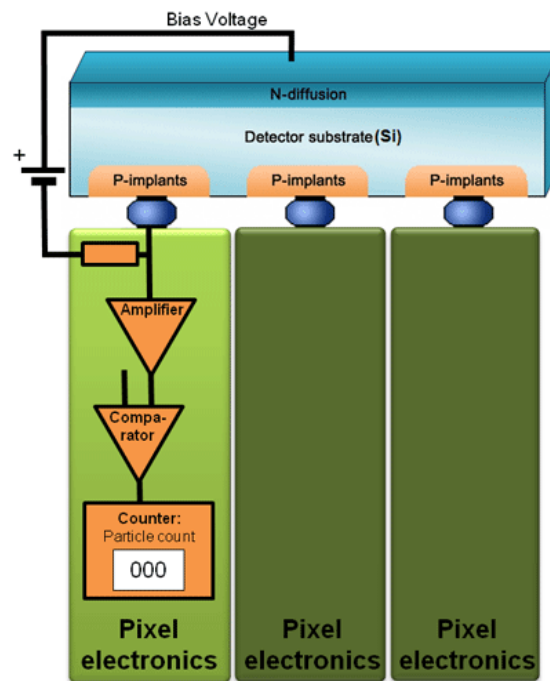 Bias Voltage
N-diffusion
Detector substrate(Si)
+
P-implants
P-implants
P-implants
Amplifier
Compa-
rator
Counter:
Particle count
000
Pixel
electronics
Pixel
electronics
Pixel
electronics